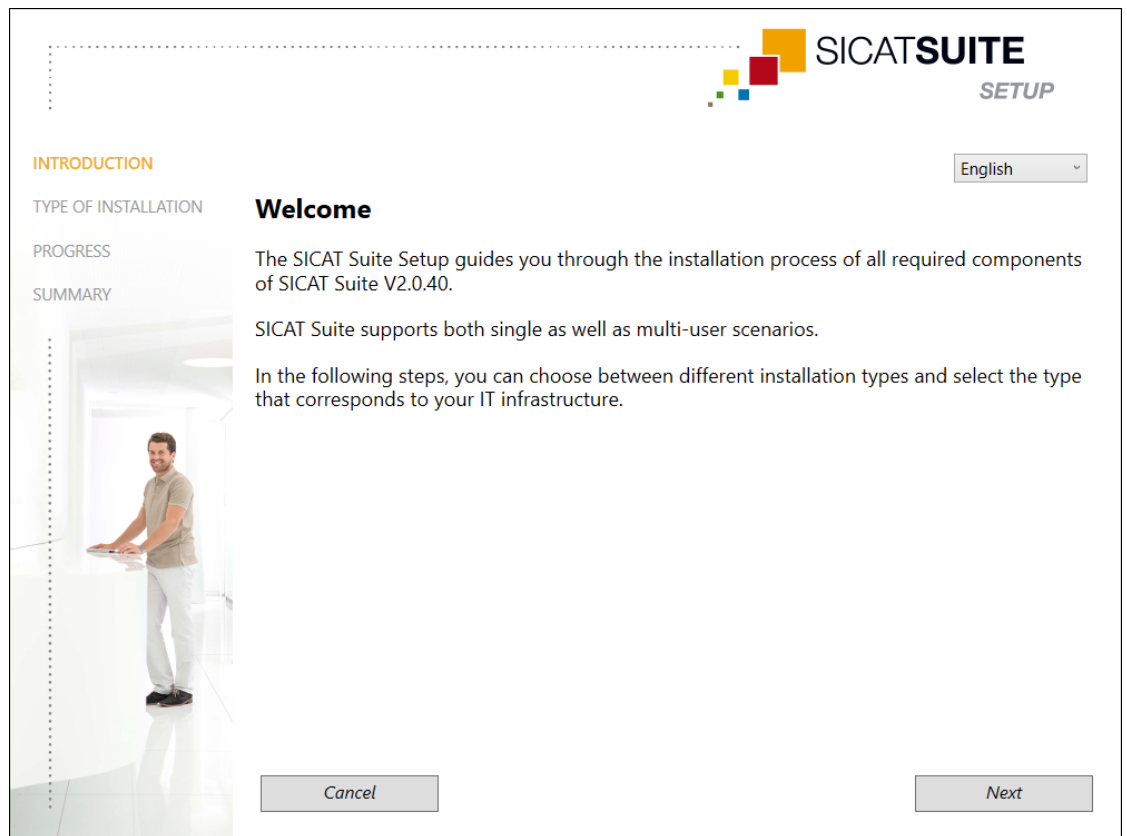 SICATSUITE
SETUP
INTRODUCTION
TYPE OF INSTALLATION
PROGRESS
SUMMARY
English
Welcome
The SICAT Suite Setup guides you through the installation process of all required components
of SICAT Suite V2.0.40.
SICAT Suite supports both single as well as multi-user scenarios.
In the following steps, you can choose between different installation types and select the type
that corresponds to your IT infrastructure.
Cancel
Next